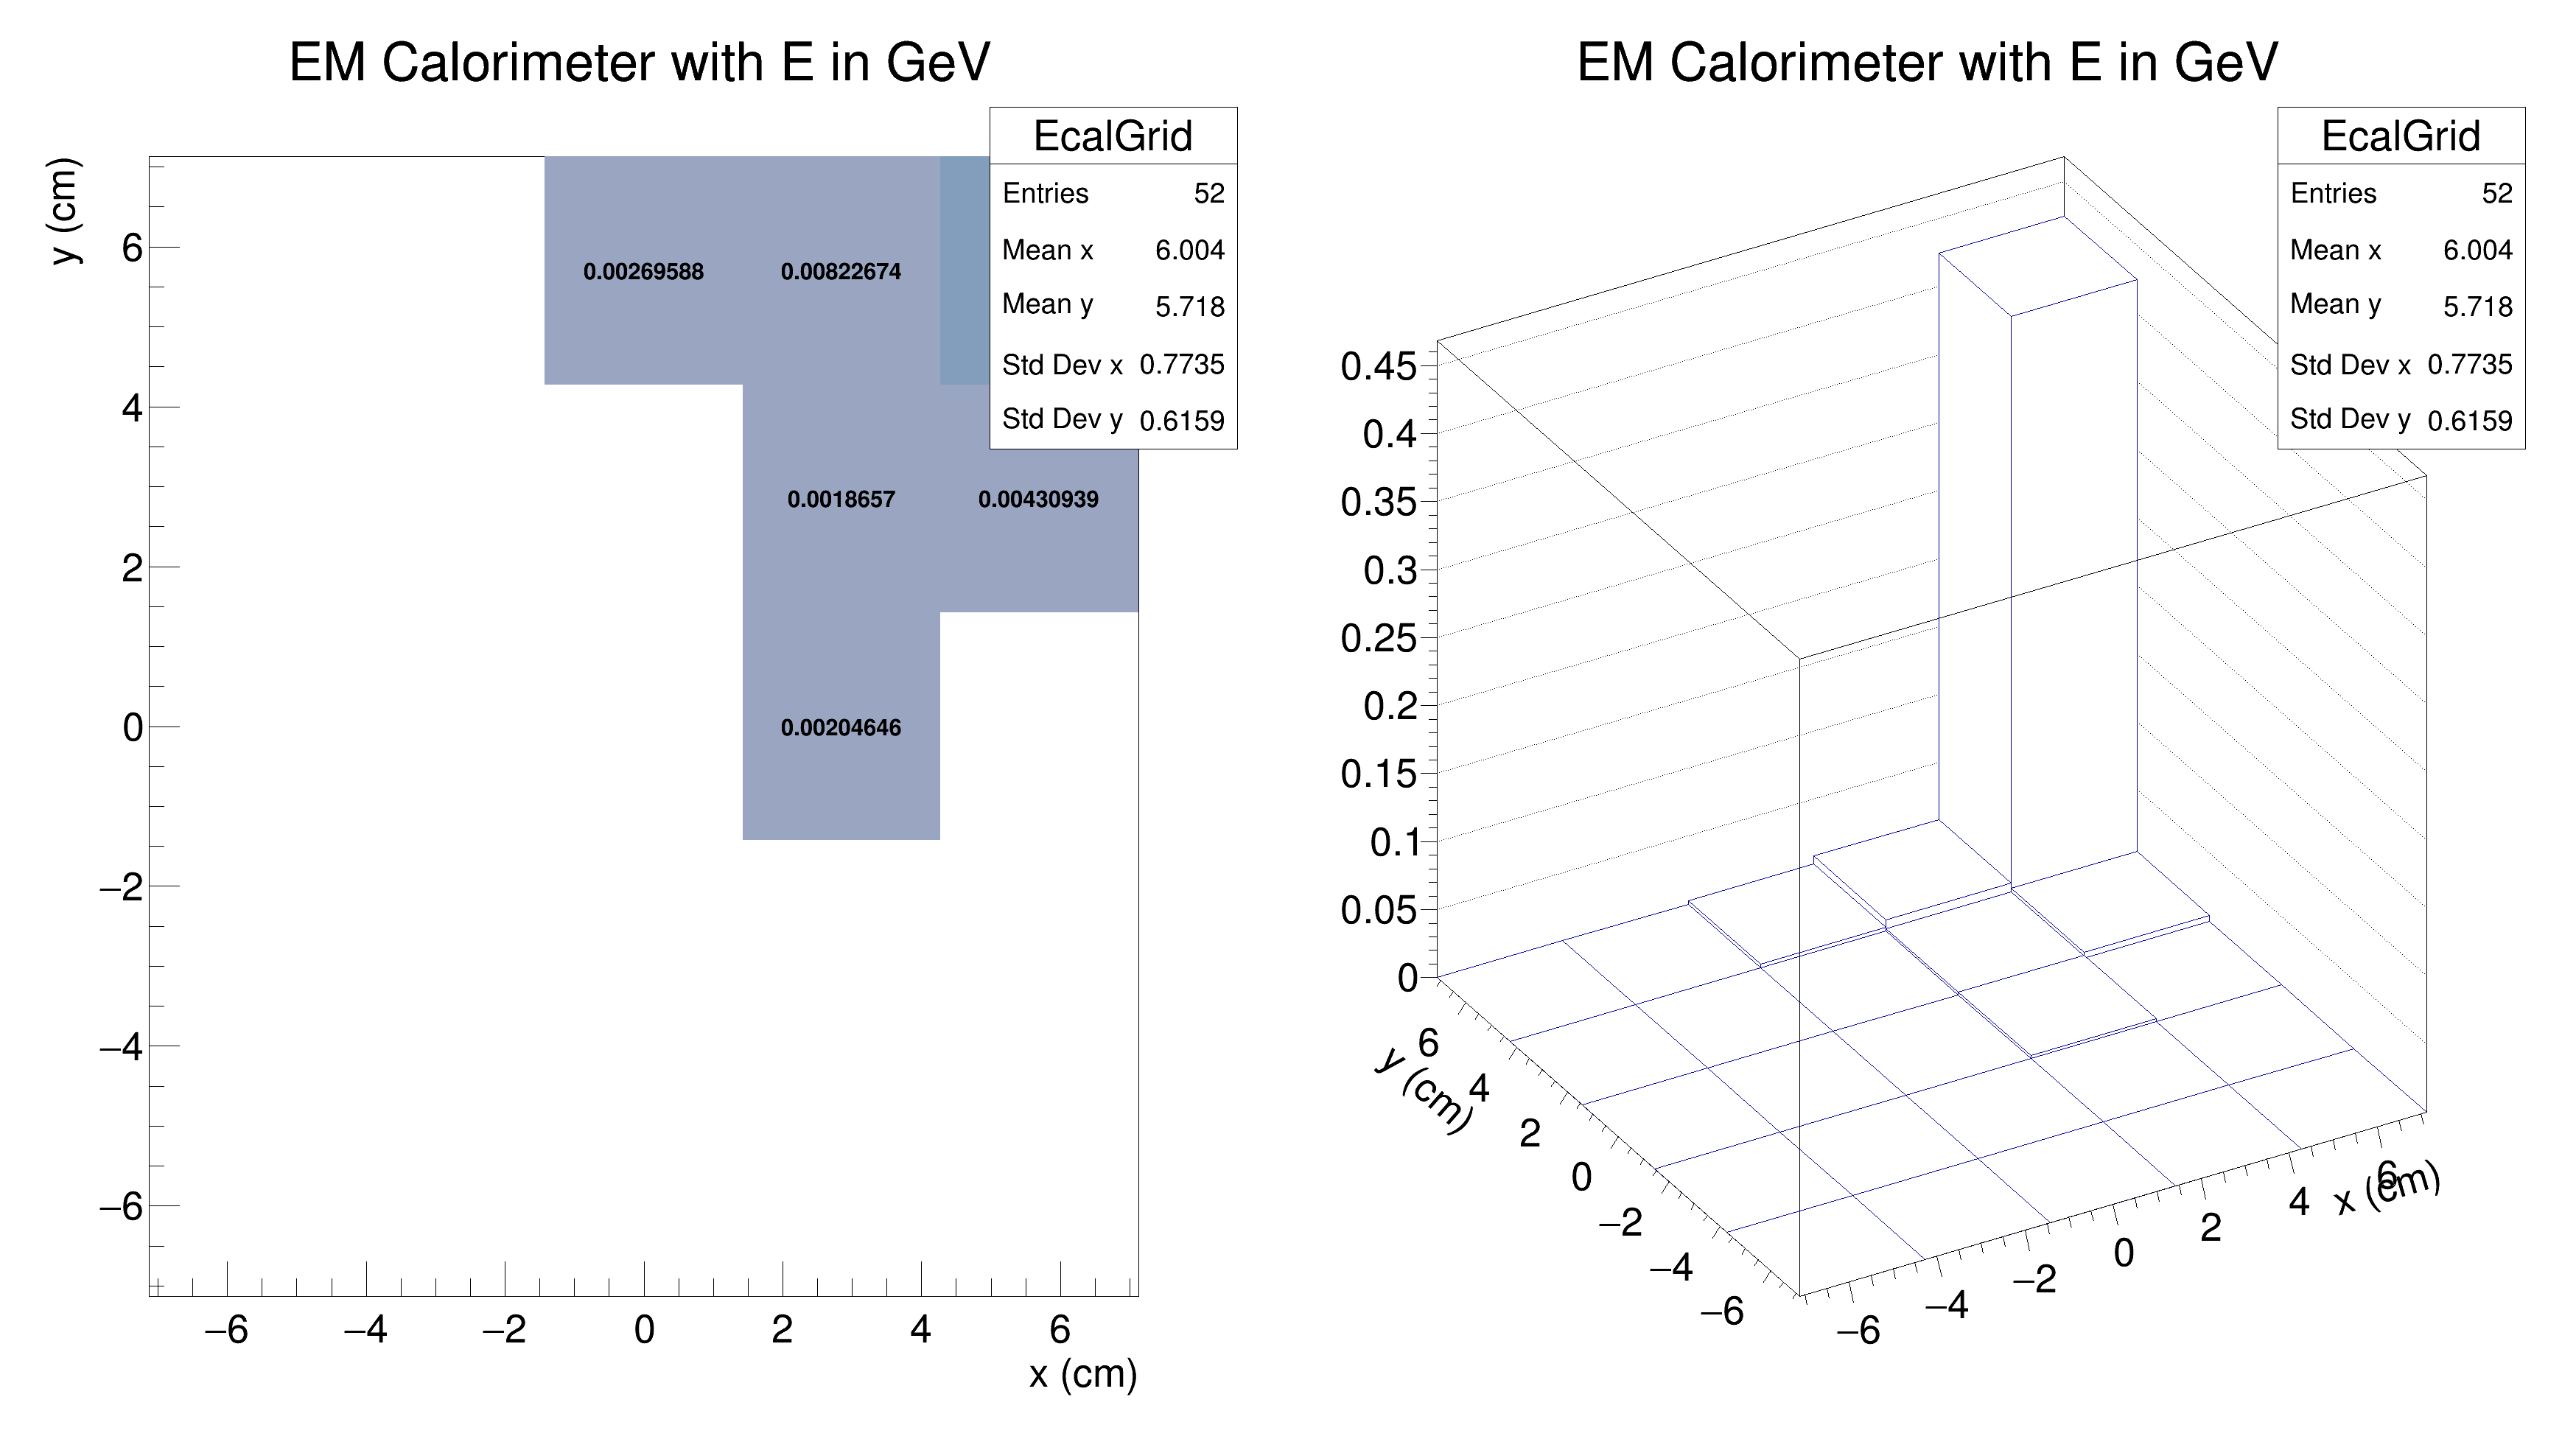 EM Calorimeter with E in GeV
EcalGrid
Entries 52
Mean x 6.004
Mean y 5.718
Std Dev x 0.7735
Std Dev y 0.6159
y (cm)
6
4
2
0
−2
−4
−6
0.00269588 0.00822674
0.0018657 0.00430939
0.00204646
−6 −4 −2 0 2 4 6
x (cm)
EM Calorimeter with E in GeV
EcalGrid
Entries 52
Mean x 6.004
Mean y 5.718
Std Dev x 0.7735
Std Dev y 0.6159
0.45
0.4
0.35
0.3
0.25
0.2
0.15
0.1
0.05
0
y (cm)
6
4
2
0
−2
−4
−6
−6 −4 −2 0 2 4 6
x (cm)